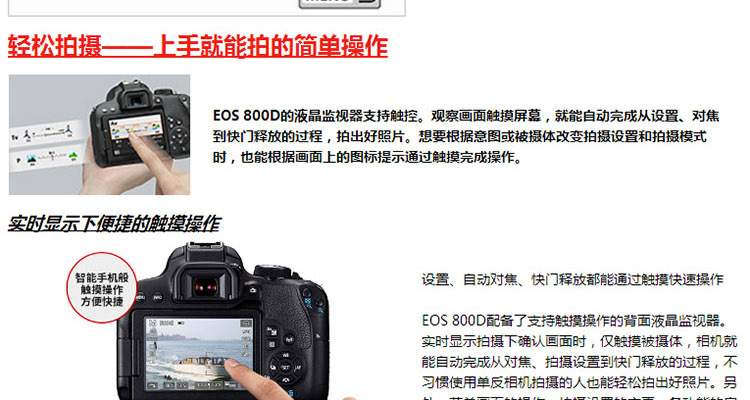 MENU
轻松拍摄——上手就能拍的简单操作
EOS 800D的液晶监视器支持触控。观察画面触摸屏幕，就能自动完成从设置、对焦
到快门释放的过程，拍出好照片。想要根据意图或被摄体改变拍摄设置和拍摄模式
时，也能根据画面上的图标提示通过触摸完成操作。
实时显示下便捷的触摸操作
智能手机般
触摸操作
方便快捷
设置、自动对焦、快门释放都能通过触摸快速操作
EOS 800D配备了支持触摸操作的背面液晶监视器。
实时显示拍摄下确认画面时，仅触摸被摄体，相机就
能自动完成从对焦、拍摄设置到快门释放的过程，不
习惯使用单反相机拍摄的人也能轻松拍出好照片。另